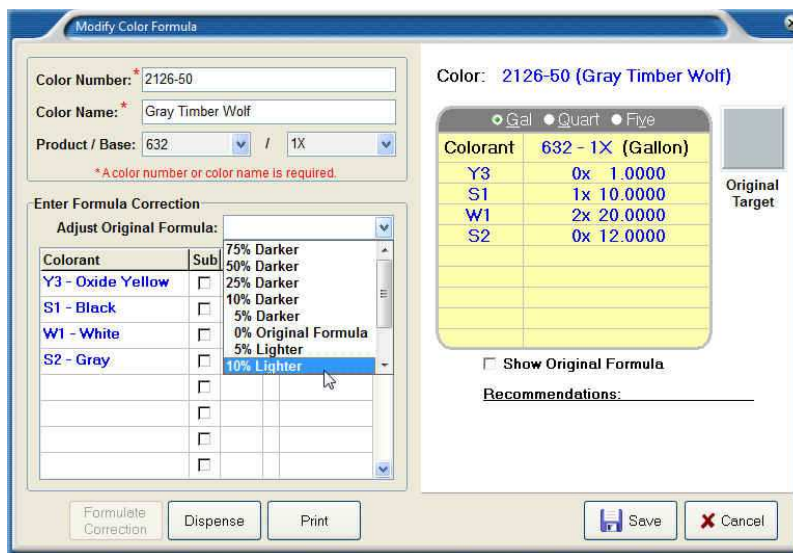 Modify Color Formula
Color Number:* 2126-50
Color Name:* Gray Timber Wolf
Product / Base: 632 / 1X
*A color number or color name is required.
Enter Formula Correction
Adjust Original Formula:
Colorant Sub
Y3 - Oxide Yellow
S1 - Black
W1 - White
S2 - Gray
75% Darker
50% Darker
25% Darker
10% Darker
5% Darker
0% Original Formula
5% Lighter
10% Lighter
Formulate
Correction
Dispense
Print
Color: 2126-50 (Gray Timber Wolf)
Gal Quart Five
Colorant 632 - 1X (Gallon)
Y3 0x 1.0000
S1 1x 10.0000
W1 2x 20.0000
S2 0x 12.0000
Original
Target
Show Original Formula
Recommendations:
Save
Cancel